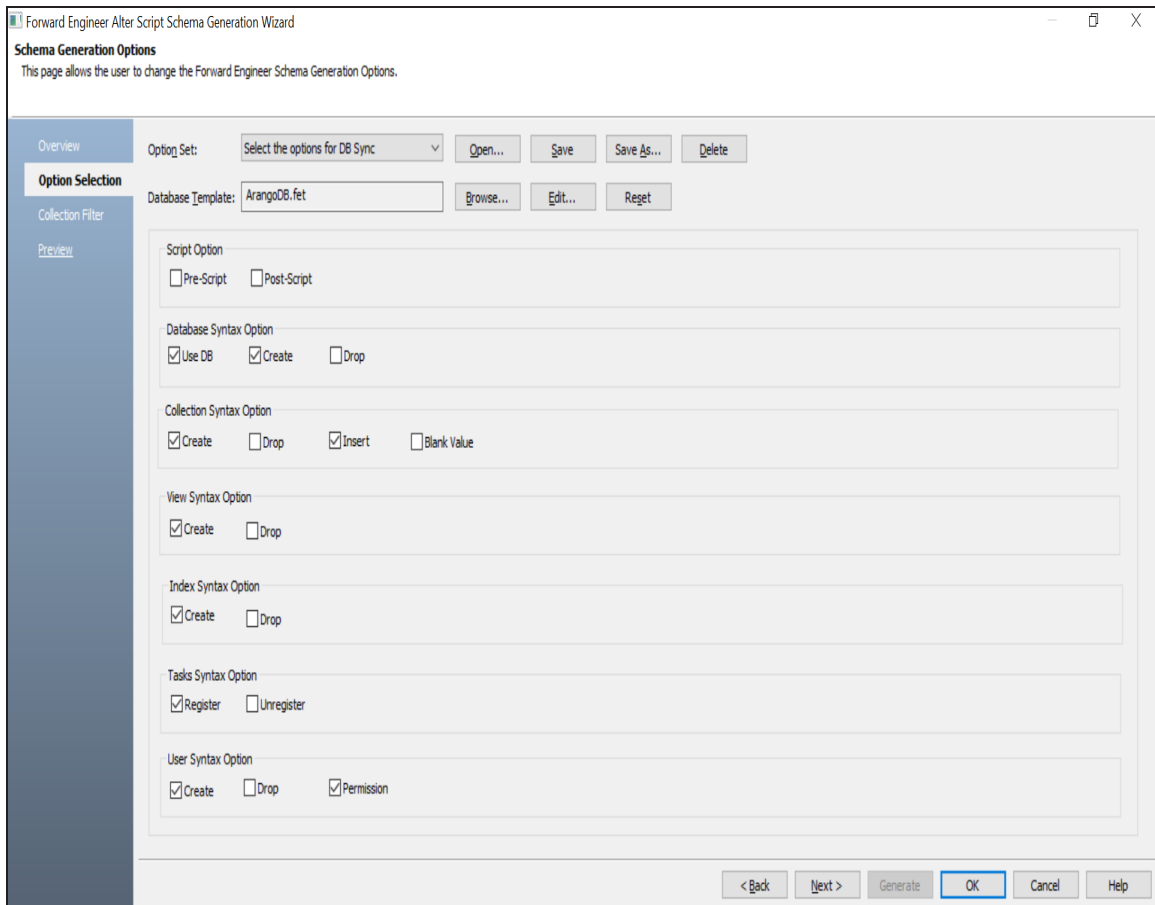 Forward Engineer Alter Script Schema Generation Wizard
Schema Generation Options
This page allows the user to change the Forward Engineer Schema Generation Options.
Overview
Option Selection
Collection Filter
Preview
Option Set: Select the options for DB Sync Open... Save Save As... Delete
Database Template: ArangoDB.fet Browse... Edit... Reset
Script Option
Pre-Script Post-Script
Database Syntax Option
Use DB Create Drop
Collection Syntax Option
Create Drop Insert Blank Value
View Syntax Option
Create Drop
Index Syntax Option
Create Drop
Tasks Syntax Option
Register Unregister
User Syntax Option
Create Drop Permission
< Back Next > Generate OK Cancel Help